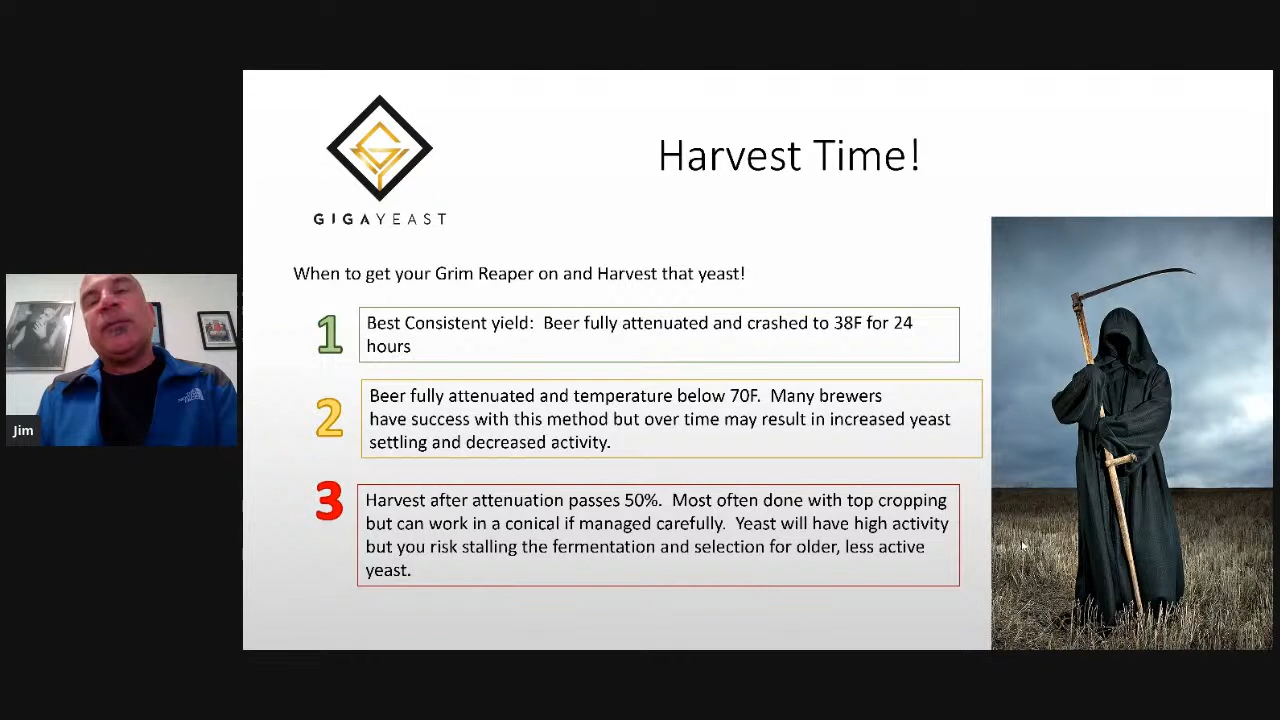 Harvest Time!
GIGAYEAST
When to get your Grim Reaper on and Harvest that yeast!
1
Best Consistent yield: Beer fully attenuated and crashed to 38F for 24
hours
2
Beer fully attenuated and temperature below 70F. Many brewers
have success with this method but over time may result in increased yeast
settling and decreased activity.
3
Harvest after attenuation passes 50%. Most often done with top cropping
but can work in a conical if managed carefully. Yeast will have high activity
but you risk stalling the fermentation and selection for older, less active
yeast.
Jim